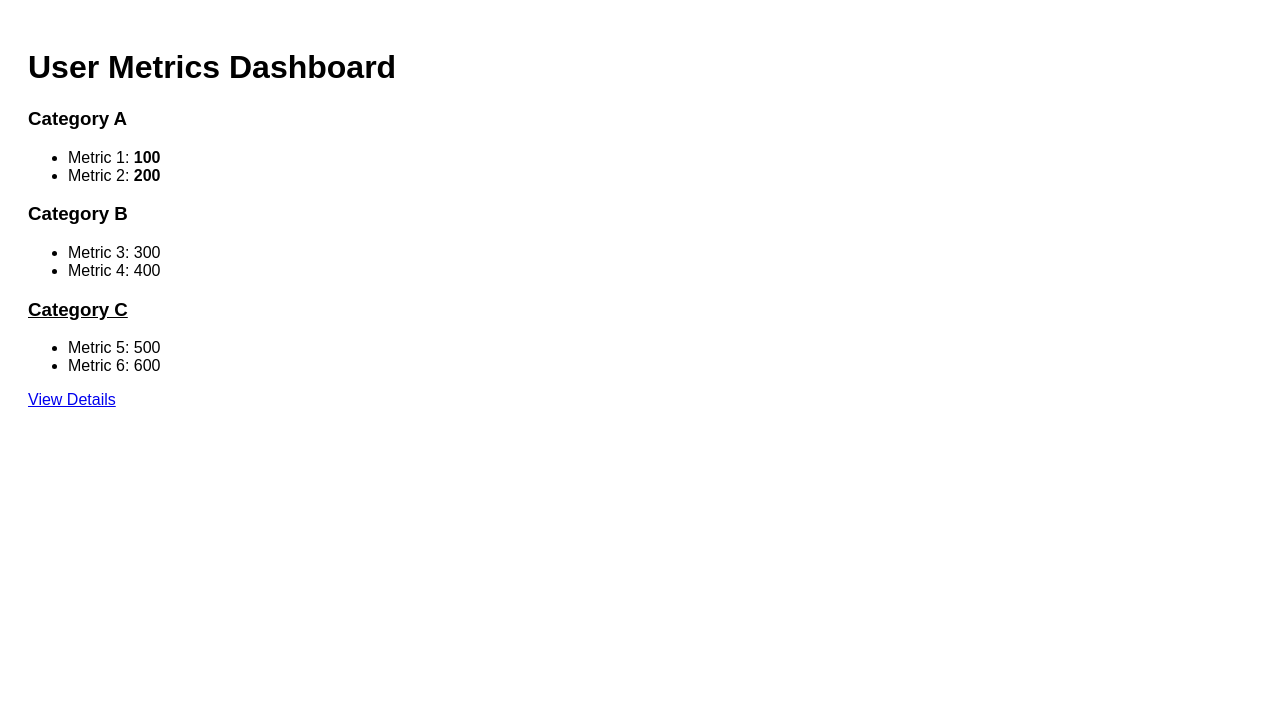 User Metrics Dashboard
Category A
• Metric 1: 100
• Metric 2: 200
Category B
• Metric 3: 300
• Metric 4: 400
Category C
• Metric 5: 500
• Metric 6: 600
View Details